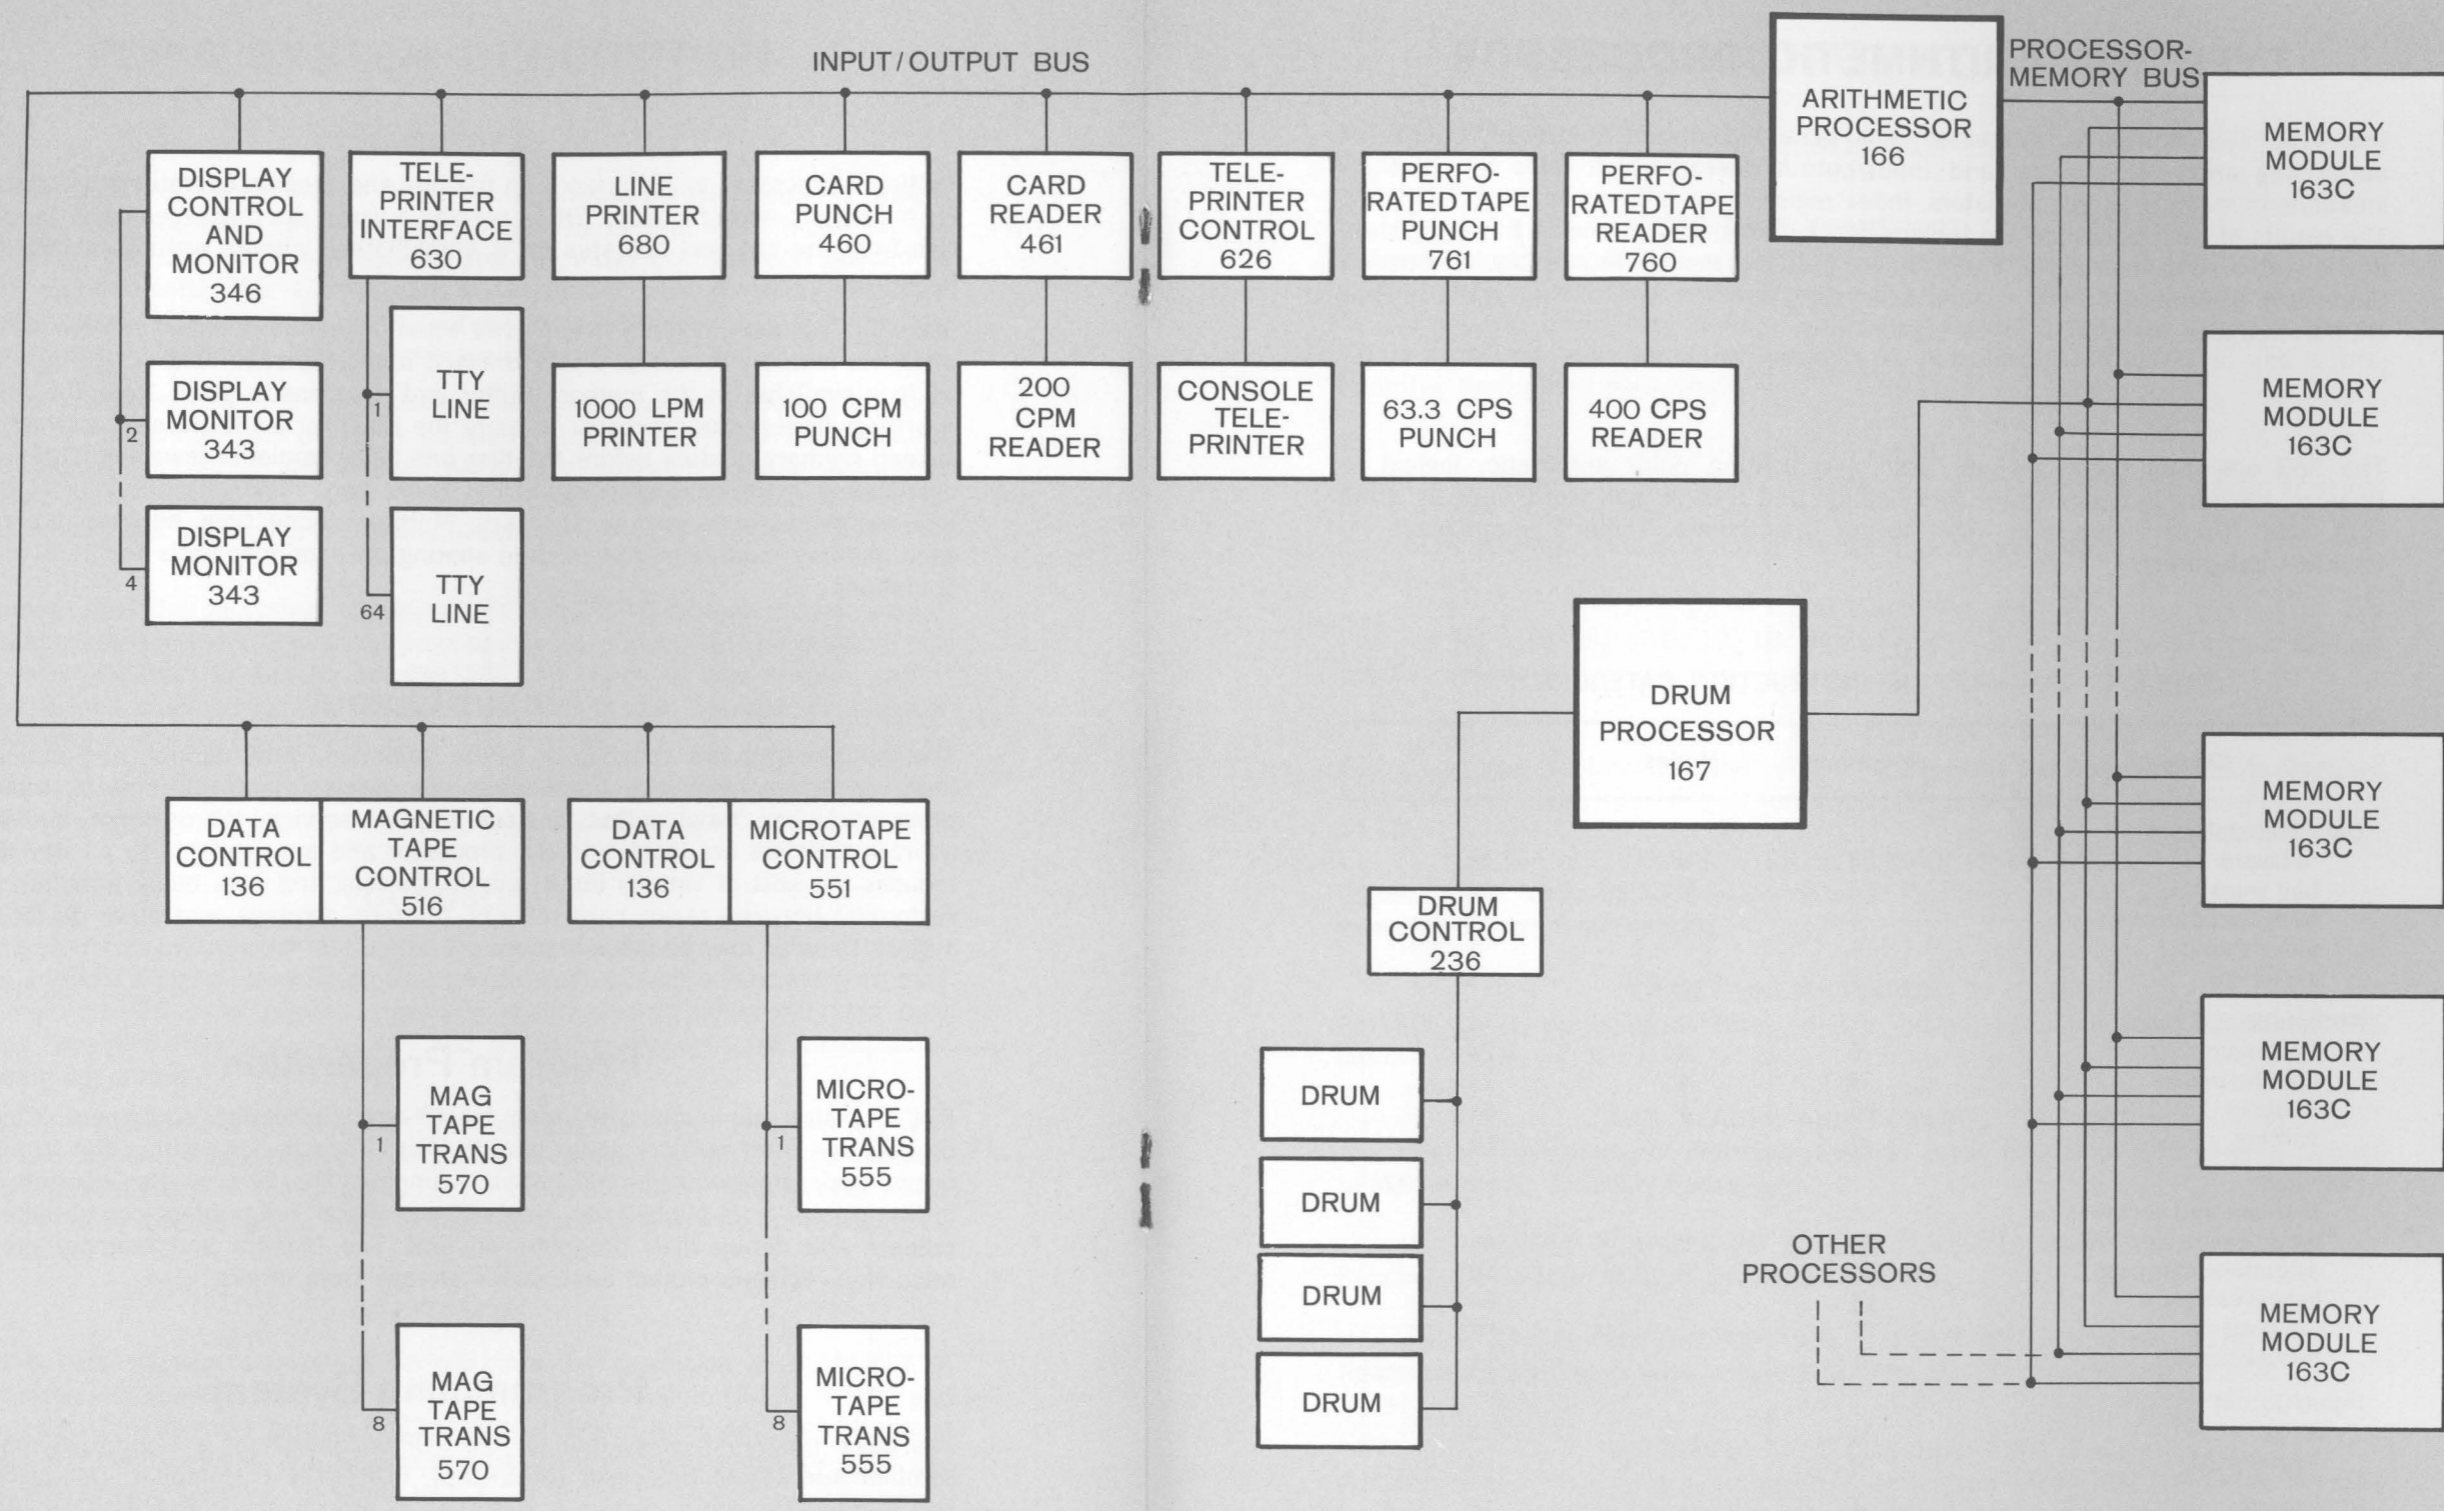 INPUT/OUTPUT BUS
PROCESSOR-
MEMORY BUS
ARITHMETIC
PROCESSOR
166
DISPLAY
CONTROL
AND
MONITOR
346
TELE-
PRINTER
INTERFACE
630
LINE
PRINTER
680
CARD
PUNCH
460
CARD
READER
461
TELE-
PRINTER
CONTROL
626
PERFO-
RATED TAPE
PUNCH
761
PERFO-
RATED TAPE
READER
760
MEMORY
MODULE
163C
DISPLAY
MONITOR
343
2
TTY
LINE
1
1000 LPM
PRINTER
100 CPM
PUNCH
200
CPM
READER
CONSOLE
TELE-
PRINTER
63.3 CPS
PUNCH
400 CPS
READER
MEMORY
MODULE
163C
DISPLAY
MONITOR
343
4
TTY
LINE
64
DRUM
PROCESSOR
167
DATA
CONTROL
136
MAGNETIC
TAPE
CONTROL
516
DATA
CONTROL
136
MICROTAPE
CONTROL
551
MEMORY
MODULE
163C
DRUM
CONTROL
236
MAG
TAPE
TRANS
570
1
MICRO-
TAPE
TRANS
555
1
DRUM
DRUM
DRUM
DRUM
MEMORY
MODULE
163C
OTHER
PROCESSORS
MEMORY
MODULE
163C
MAG
TAPE
TRANS
570
8
MICRO-
TAPE
TRANS
555
8